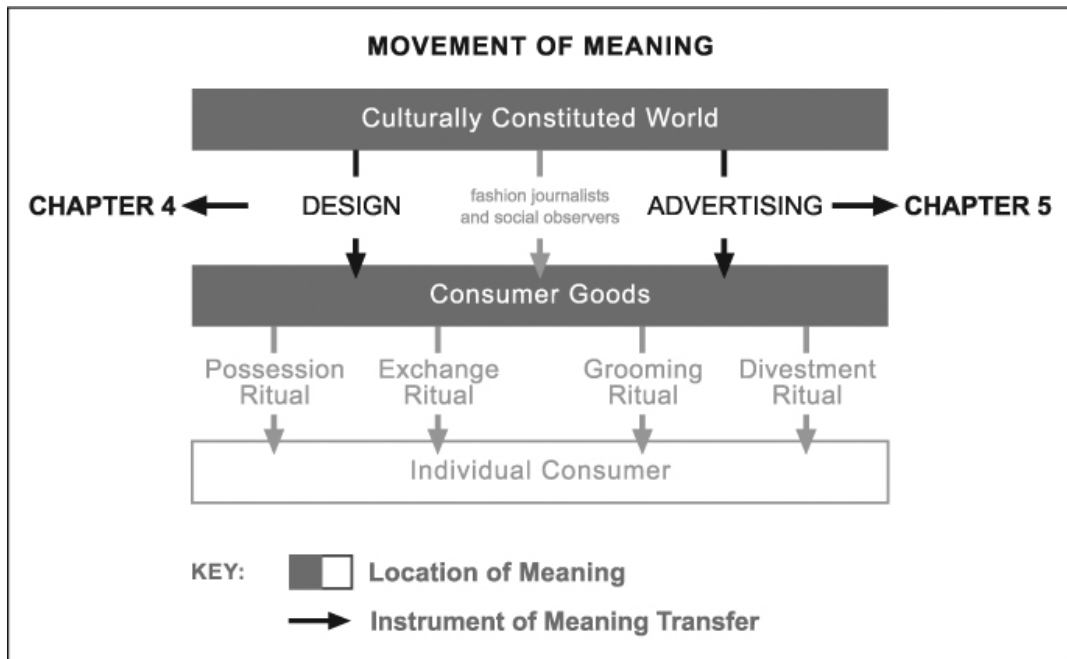 MOVEMENT OF MEANING
Culturally Constituted World
CHAPTER 4
DESIGN
fashion journalists
and social observers
ADVERTISING
CHAPTER 5
Consumer Goods
Possession
Ritual
Exchange
Ritual
Grooming
Ritual
Divestment
Ritual
Individual Consumer
KEY:
Location of Meaning
Instrument of Meaning Transfer